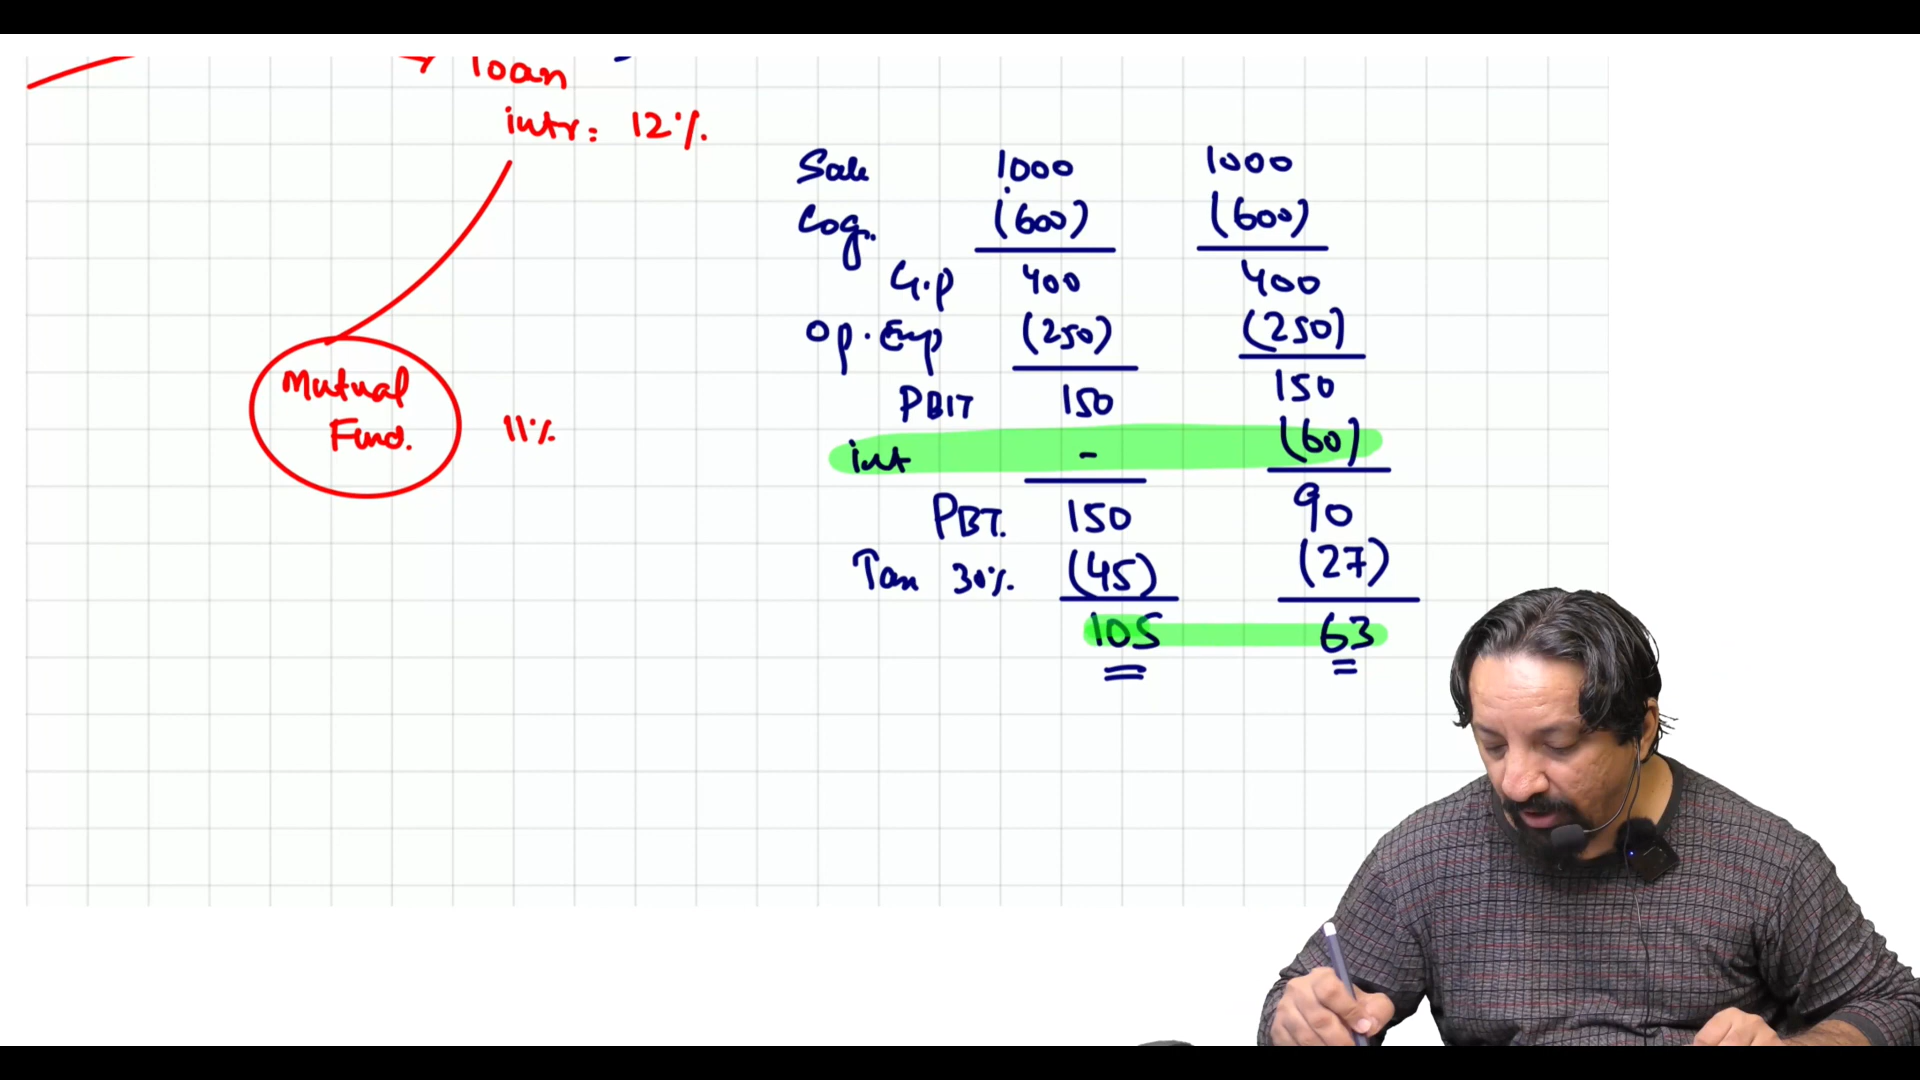 loan
intr: 12%
Mutual
Fund.
11%
Sale 1000 1000
Cog. (600) (600)
G.p 400 400
Op. Exp (250) (250)
PBIT 150 150
int - (60)
PBT. 150 90
Tax 30%. (45) (27)
105 63